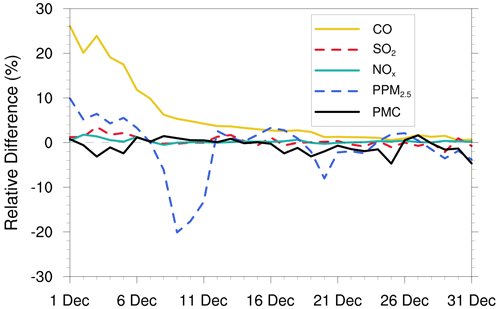 30
20
10
0
-10
-20
-30
Relative Difference (%)
CO
SO₂
NOₓ
PPM₂.₅
PMC
1 Dec
6 Dec
11 Dec
16 Dec
21 Dec
26 Dec
31 Dec